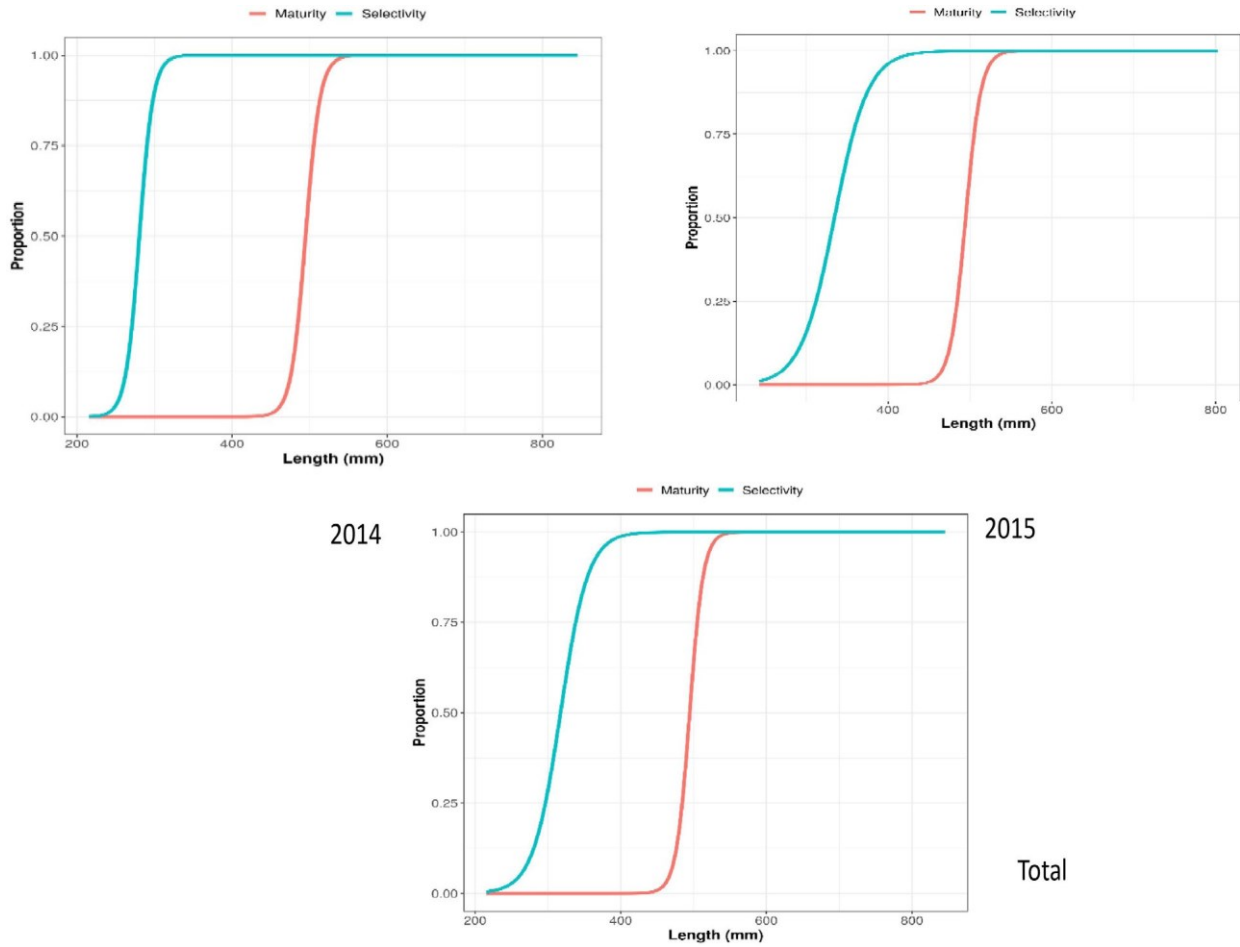 Maturity Selectivity
1.00
0.75
0.50
0.25
0.00
Proportion
200 400 600 800
Length (mm)
Maturity Selectivity
1.00
0.75
0.50
0.25
0.00
Proportion
400 600 800
Length (mm)
2014
2015
Maturity Selectivity
1.00
0.75
0.50
0.25
0.00
Proportion
200 400 600 800
Length (mm)
Total